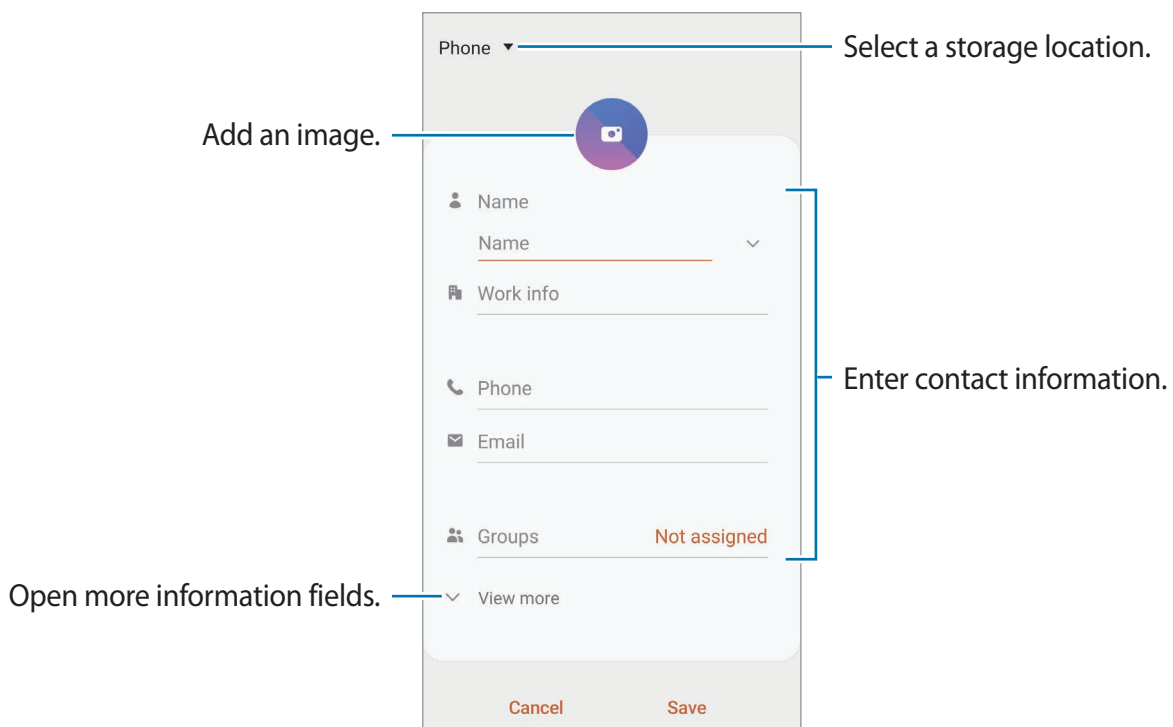 Phone
Select a storage location.
Add an image.
Name
Name
Work info
Phone
Enter contact information.
Email
Groups Not assigned
Open more information fields.
View more
Cancel Save